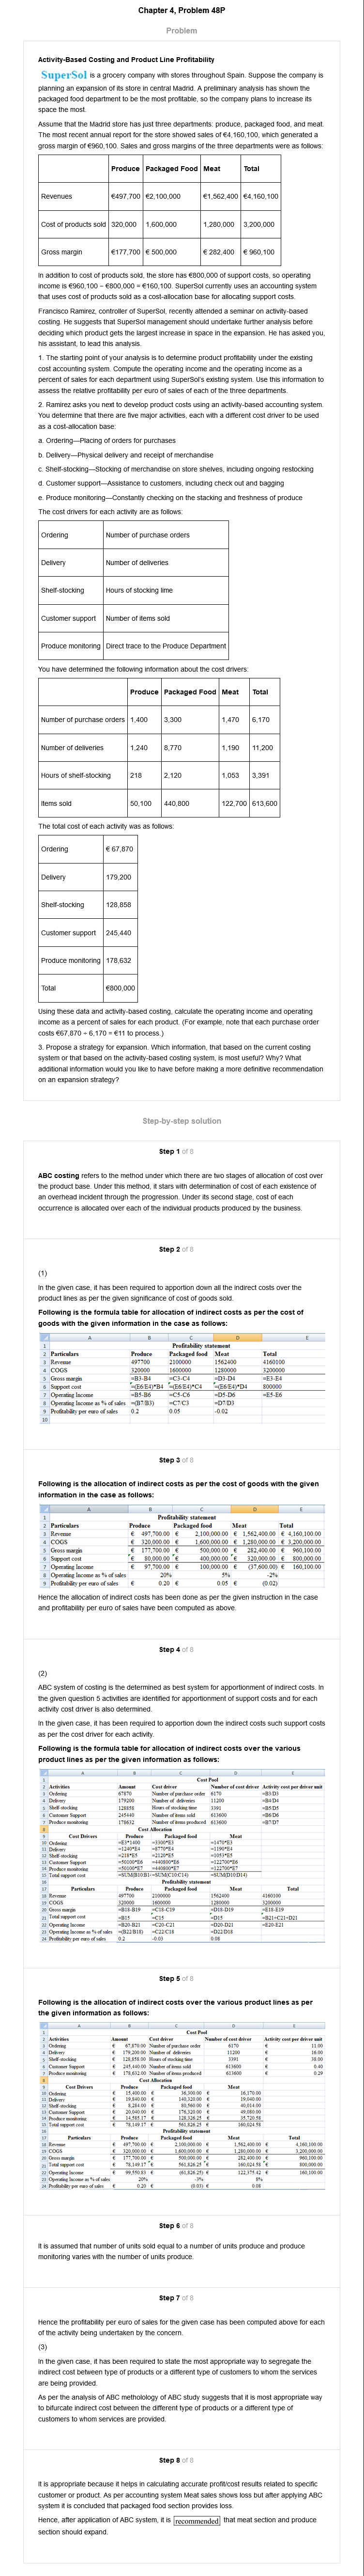 Chapter 4, Problem 48P
Problem
Activity-Based Costing and Product Line Profitability
SuperSol is a grocery company with stores throughout Spain. Suppose the company is
planning an expansion of its store in central Madrid. A preliminary analysis has shown the
packaged food department to be the most profitable, so the company plans to increase its
space the most.
Assume that the Madrid store has just three departments: produce, packaged food, and meat.
The most recent annual report for the store showed sales of €4,160,100, which generated a
gross margin of €960,100. Sales and gross margins of the three departments were as follows:
Produce Packaged Food Meat Total
Revenues €497,700 €2,100,000 €1,562,400 €4,160,100
Cost of products sold 320,000 1,600,000 1,280,000 3,200,000
Gross margin €177,700 € 500,000 € 282,400 € 960,100
In addition to cost of products sold, the store has €800,000 of support costs, so operating
income is €960,100 − €800,000 = €160,100. SuperSol currently uses an accounting system
that uses cost of products sold as a cost-allocation base for allocating support costs.
Francisco Ramirez, controller of SuperSol, recently attended a seminar on activity-based
costing. He suggests that SuperSol management should undertake further analysis before
deciding which product gets the largest increase in space in the expansion. He has asked you,
his assistant, to lead this analysis.
1. The starting point of your analysis is to determine product profitability under the existing
cost accounting system. Compute the operating income and the operating income as a
percent of sales for each department using SuperSol's existing system. Use this information to
assess the relative profitability per euro of sales of each of the three departments.
2. Ramirez asks you next to develop product costs using an activity-based accounting system.
You determine that there are five major activities, each with a different cost driver to be used
as a cost-allocation base:
a. Ordering—Placing of orders for purchases
b. Delivery—Physical delivery and receipt of merchandise
c. Shelf-stocking—Stocking of merchandise on store shelves, including ongoing restocking
d. Customer support—Assistance to customers, including check out and bagging
e. Produce monitoring—Constantly checking on the stacking and freshness of produce
The cost drivers for each activity are as follows:
Ordering Number of purchase orders
Delivery Number of deliveries
Shelf-stocking Hours of stocking lime
Customer support Number of items sold
Produce monitoring Direct trace to the Produce Department
You have determined the following information about the cost drivers:
Produce Packaged Food Meat Total
Number of purchase orders 1,400 3,300 1,470 6,170
Number of deliveries 1,240 8,770 1,190 11,200
Hours of shelf-stocking 218 2,120 1,053 3,391
Items sold 50,100 440,800 122,700 613,600
The total cost of each activity was as follows:
Ordering € 67,870
Delivery 179,200
Shelf-stocking 128,858
Customer support 245,440
Produce monitoring 178,632
Total €800,000
Using these data and activity-based costing, calculate the operating income and operating
income as a percent of sales for each product. (For example, note that each purchase order
costs €67,870 ÷ 6,170 = €11 to process.)
3. Propose a strategy for expansion. Which information, that based on the current costing
system or that based on the activity-based costing system, is most useful? Why? What
additional information would you like to have before making a more definitive recommendation
on an expansion strategy?
Step-by-step solution
Step 1 of 8
ABC costing refers to the method under which there are two stages of allocation of cost over
the product base. Under this method, it stars with determination of cost of each existence of
an overhead incident through the progression. Under its second stage, cost of each
occurrence is allocated over each of the individual products produced by the business.
Step 2 of 8
(1)
In the given case, it has been required to apportion down all the indirect costs over the
product lines as per the given significance of cost of goods sold.
Following is the formula table for allocation of indirect costs as per the cost of
goods with the given information in the case as follows:
A B C D E
1 Profitability statement
2 Particulars Produce Packaged food Meat Total
3 Revenue 497700 2100000 1562400 4160100
4 COGS 320000 1600000 1280000 3200000
5 Gross margin =B3-B4 =C3-C4 =D3-D4 =E3-E4
6 Support cost =(E6/E4)*B4 =(E6/E4)*C4 =(E6/E4)*D4 800000
7 Operating Income =B5-B6 =C5-C6 =D5-D6 =E5-E6
8 Operating Income as % of sales =(B7/B3) =C7/C3 =D7/D3
9 Profitability per euro of sales 0.2 0.05 -0.02
10
Step 3 of 8
Following is the allocation of indirect costs as per the cost of goods with the given
information in the case as follows:
A B C D E
1 Profitability statement
2 Particulars Produce Packaged food Meat Total
3 Revenue € 497,700.00 € 2,100,000.00 € 1,562,400.00 € 4,160,100.00
4 COGS € 320,000.00 € 1,600,000.00 € 1,280,000.00 € 3,200,000.00
5 Gross margin € 177,700.00 € 500,000.00 € 282,400.00 € 960,100.00
6 Support cost € 80,000.00 € 400,000.00 € 320,000.00 € 800,000.00
7 Operating Income € 97,700.00 € 100,000.00 € (37,600.00) € 160,100.00
8 Operating Income as % of sales 20% 5% -2%
9 Profitability per euro of sales € 0.20 € 0.05 € (0.02)
Hence the allocation of indirect costs has been done as per the given instruction in the case
and profitability per euro of sales have been computed as above.
Step 4 of 8
(2)
ABC system of costing is the determined as best system for apportionment of indirect costs. In
the given question 5 activities are identified for apportionment of support costs and for each
activity cost driver is also determined.
In the given case, it has been required to apportion down the indirect costs such support costs
as per the cost driver for each activity.
Following is the formula table for allocation of indirect costs over the various
product lines as per the given information as follows:
A B C D E
1 Cost Pool
2 Activities Amount Cost driver Number of cost driver Activity cost per driver unit
3 Ordering 67870 Number of purchase order 6170 =B3/D3
4 Delivery 179200 Number of deliveries 11200 =B4/D4
5 Shelf-stocking 128858 Hours of stocking time 3391 =B5/D5
6 Customer Support 245440 Number of items sold 613600 =B6/D6
7 Produce monitoring 178632 Number of items produced 613600 =B7/D7
8 Cost Allocation
9 Cost Drivers Produce Packaged food Meat
10 Ordering =E3*1400 =3300*E3 =1470*E3
11 Delivery =1240*E4 =8770*E4 =1190*E4
12 Shelf-stocking =218*E5 =2120*E5 =1053*E5
13 Customer Support =50100*E6 =440800*E6 =122700*E6
14 Produce monitoring =50100*E7 =440800*E7 =122700*E7
15 Total support cost =SUM(B10:B14) =SUM(C10:C14) =SUM(D10:D14)
16 Profitability statement
17 Particulars Produce Packaged food Meat Total
18 Revenue 497700 2100000 1562400 4160100
19 COGS 320000 1600000 1280000 3200000
20 Gross margin =B18-B19 =C18-C19 =D18-D19 =E18-E19
21 Total support cost =B15 =C15 =D15 =B21+C21+D21
22 Operating Income =B20-B21 =C20-C21 =D20-D21 =E20-E21
23 Operating Income as % of sales =(B22/B18) =C22/C18 =D22/D18
24 Profitability per euro of sales 0.2 -0.03 0.08
Step 5 of 8
Following is the allocation of indirect costs over the various product lines as per
the given information as follows:
A B C D E
1 Cost Pool
2 Activities Amount Cost driver Number of cost driver Activity cost per driver unit
3 Ordering € 67,870.00 Number of purchase order 6170 € 11.00
4 Delivery € 179,200.00 Number of deliveries 11200 € 16.00
5 Shelf-stocking € 128,858.00 Hours of stocking time 3391 € 38.00
6 Customer Support € 245,440.00 Number of items sold 613600 € 0.40
7 Produce monitoring € 178,632.00 Number of items produced 613600 € 0.29
8 Cost Allocation
9 Cost Drivers Produce Packaged food Meat
10 Ordering € 15,400.00 € 36,300.00 € 16,170.00
11 Delivery € 19,840.00 € 140,320.00 € 19,040.00
12 Shelf-stocking € 8,284.00 € 80,560.00 € 40,014.00
13 Customer Support € 20,040.00 € 176,320.00 € 49,080.00
14 Produce monitoring € 14,585.17 € 128,326.25 € 35,720.58
15 Total support cost € 78,149.17 € 561,826.25 € 160,024.58
16 Profitability statement
17 Particulars Produce Packaged food Meat Total
18 Revenue € 497,700.00 € 2,100,000.00 € 1,562,400.00 € 4,160,100.00
19 COGS € 320,000.00 € 1,600,000.00 € 1,280,000.00 € 3,200,000.00
20 Gross margin € 177,700.00 € 500,000.00 € 282,400.00 € 960,100.00
21 Total support cost € 78,149.17 € 561,826.25 € 160,024.58 € 800,000.00
22 Operating Income € 99,550.83 € (61,826.25) € 122,375.42 € 160,100.00
23 Operating Income as % of sales 20% -3% 8%
24 Profitability per euro of sales € 0.20 € (0.03) € 0.08
Step 6 of 8
It is assumed that number of units sold equal to a number of units produce and produce
monitoring varies with the number of units produce.
Step 7 of 8
Hence the profitability per euro of sales for the given case has been computed above for each
of the activity being undertaken by the concern.
(3)
In the given case, it has been required to state the most appropriate way to segregate the
indirect cost between type of products or a different type of customers to whom the services
are being provided.
As per the analysis of ABC metholology of ABC study suggests that it is most appropriate way
to bifurcate indirect cost between the different type of products or a different type of
customers to whom services are provided.
Step 8 of 8
It is appropriate because it helps in calculating accurate profit/cost results related to specific
customer or product. As per accounting system Meat sales shows loss but after applying ABC
system it is concluded that packaged food section provides loss.
Hence, after application of ABC system, it is recommended that meat section and produce
section should expand.